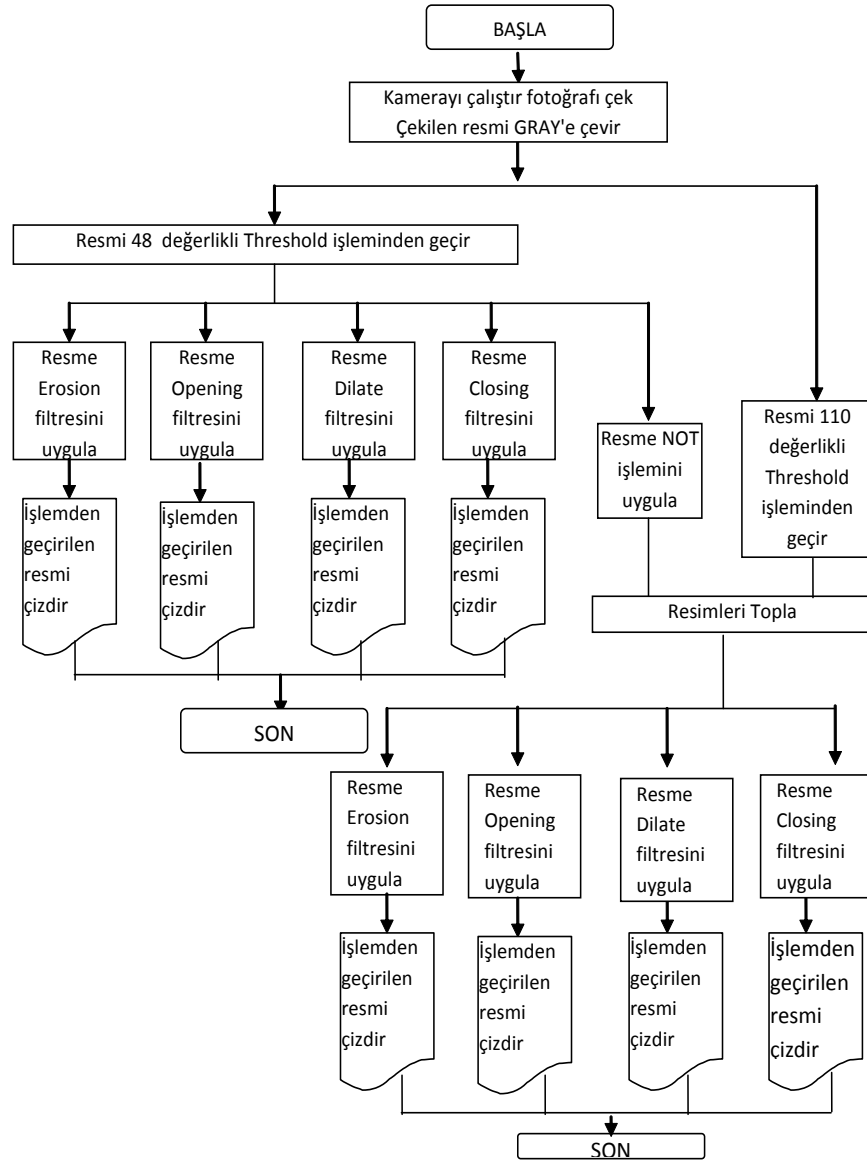 BAŞLA
Kamerayı çalıştır fotoğrafı çek
Çekilen resmi GRAY'e çevir
Resmi 48 değerlikli Threshold işleminden geçir
Resme
Erosion
filtresini
uygula
Resme
Opening
filtresini
uygula
Resme
Dilate
filtresini
uygula
Resme
Closing
filtresini
uygula
Resme NOT
işlemini
uygula
Resmi 110
değerlikli
Threshold
işleminden
geçir
İşlemden
geçirilen
resmi
çizdir
İşlemden
geçirilen
resmi
çizdir
İşlemden
geçirilen
resmi
çizdir
İşlemden
geçirilen
resmi
çizdir
Resimleri Topla
SON
Resme
Erosion
filtresini
uygula
Resme
Opening
filtresini
uygula
Resme
Dilate
filtresini
uygula
Resme
Closing
filtresini
uygula
İşlemden
geçirilen
resmi
çizdir
İşlemden
geçirilen
resmi
çizdir
İşlemden
geçirilen
resmi
çizdir
İşlemden
geçirilen
resmi
çizdir
SON